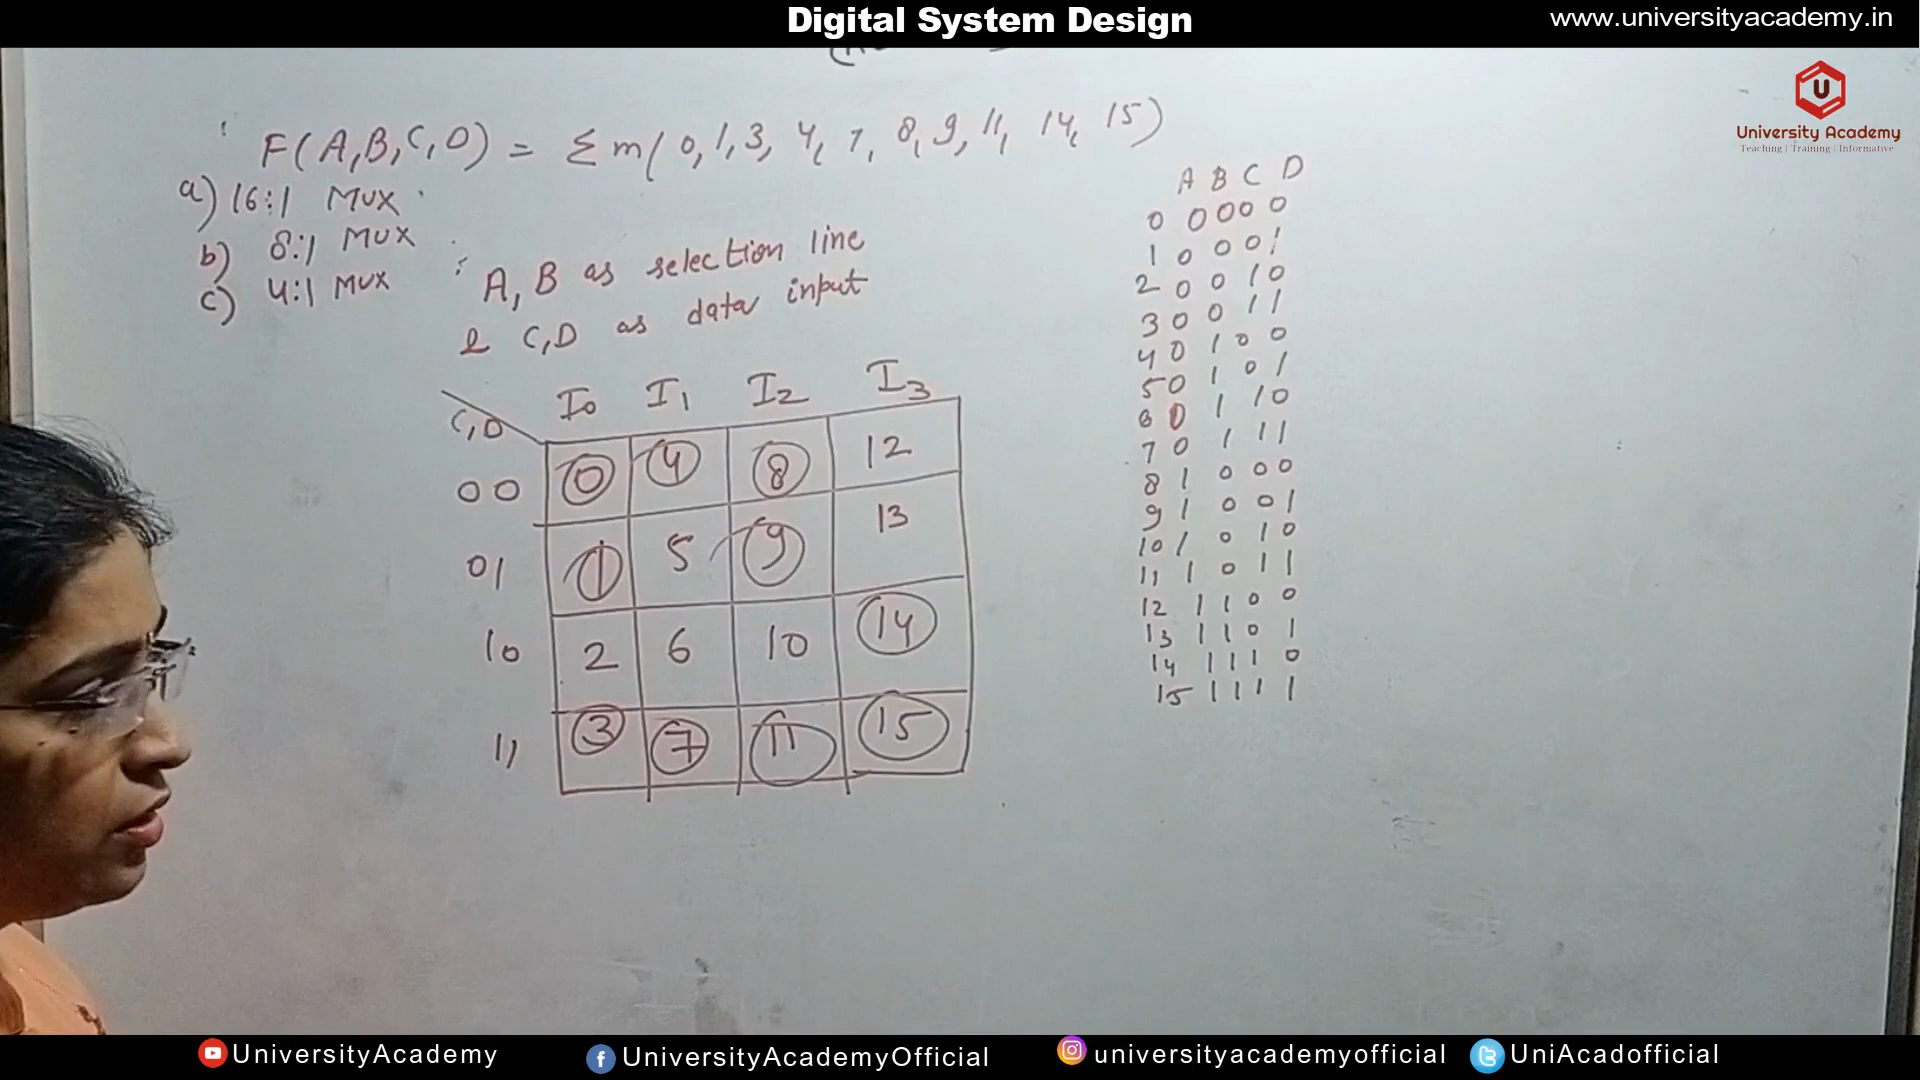 Digital System Design
www.universityacademy.in
U
University Academy
Teaching | Training | Informative
F(A,B,C,D) = Σm(0,1,3,4,7,8,9,11,14,15)
a) 16:1 MUX
b) 8:1 MUX
c) 4:1 MUX : A, B as selection line
& C,D as data input
C,D I0 I1 I2 I3
00 0 4 8 12
01 1 5 9 13
10 2 6 10 14
11 3 7 11 15
A B C D
0 0 0 0 0
1 0 0 0 1
2 0 0 1 0
3 0 0 1 1
4 0 1 0 0
5 0 1 0 1
6 0 1 1 0
7 0 1 1 1
8 1 0 0 0
9 1 0 0 1
10 1 0 1 0
11 1 0 1 1
12 1 1 0 0
13 1 1 0 1
14 1 1 1 0
15 1 1 1 1
UniversityAcademy
UniversityAcademyOfficial
universityacademyofficial
UniAcadofficial